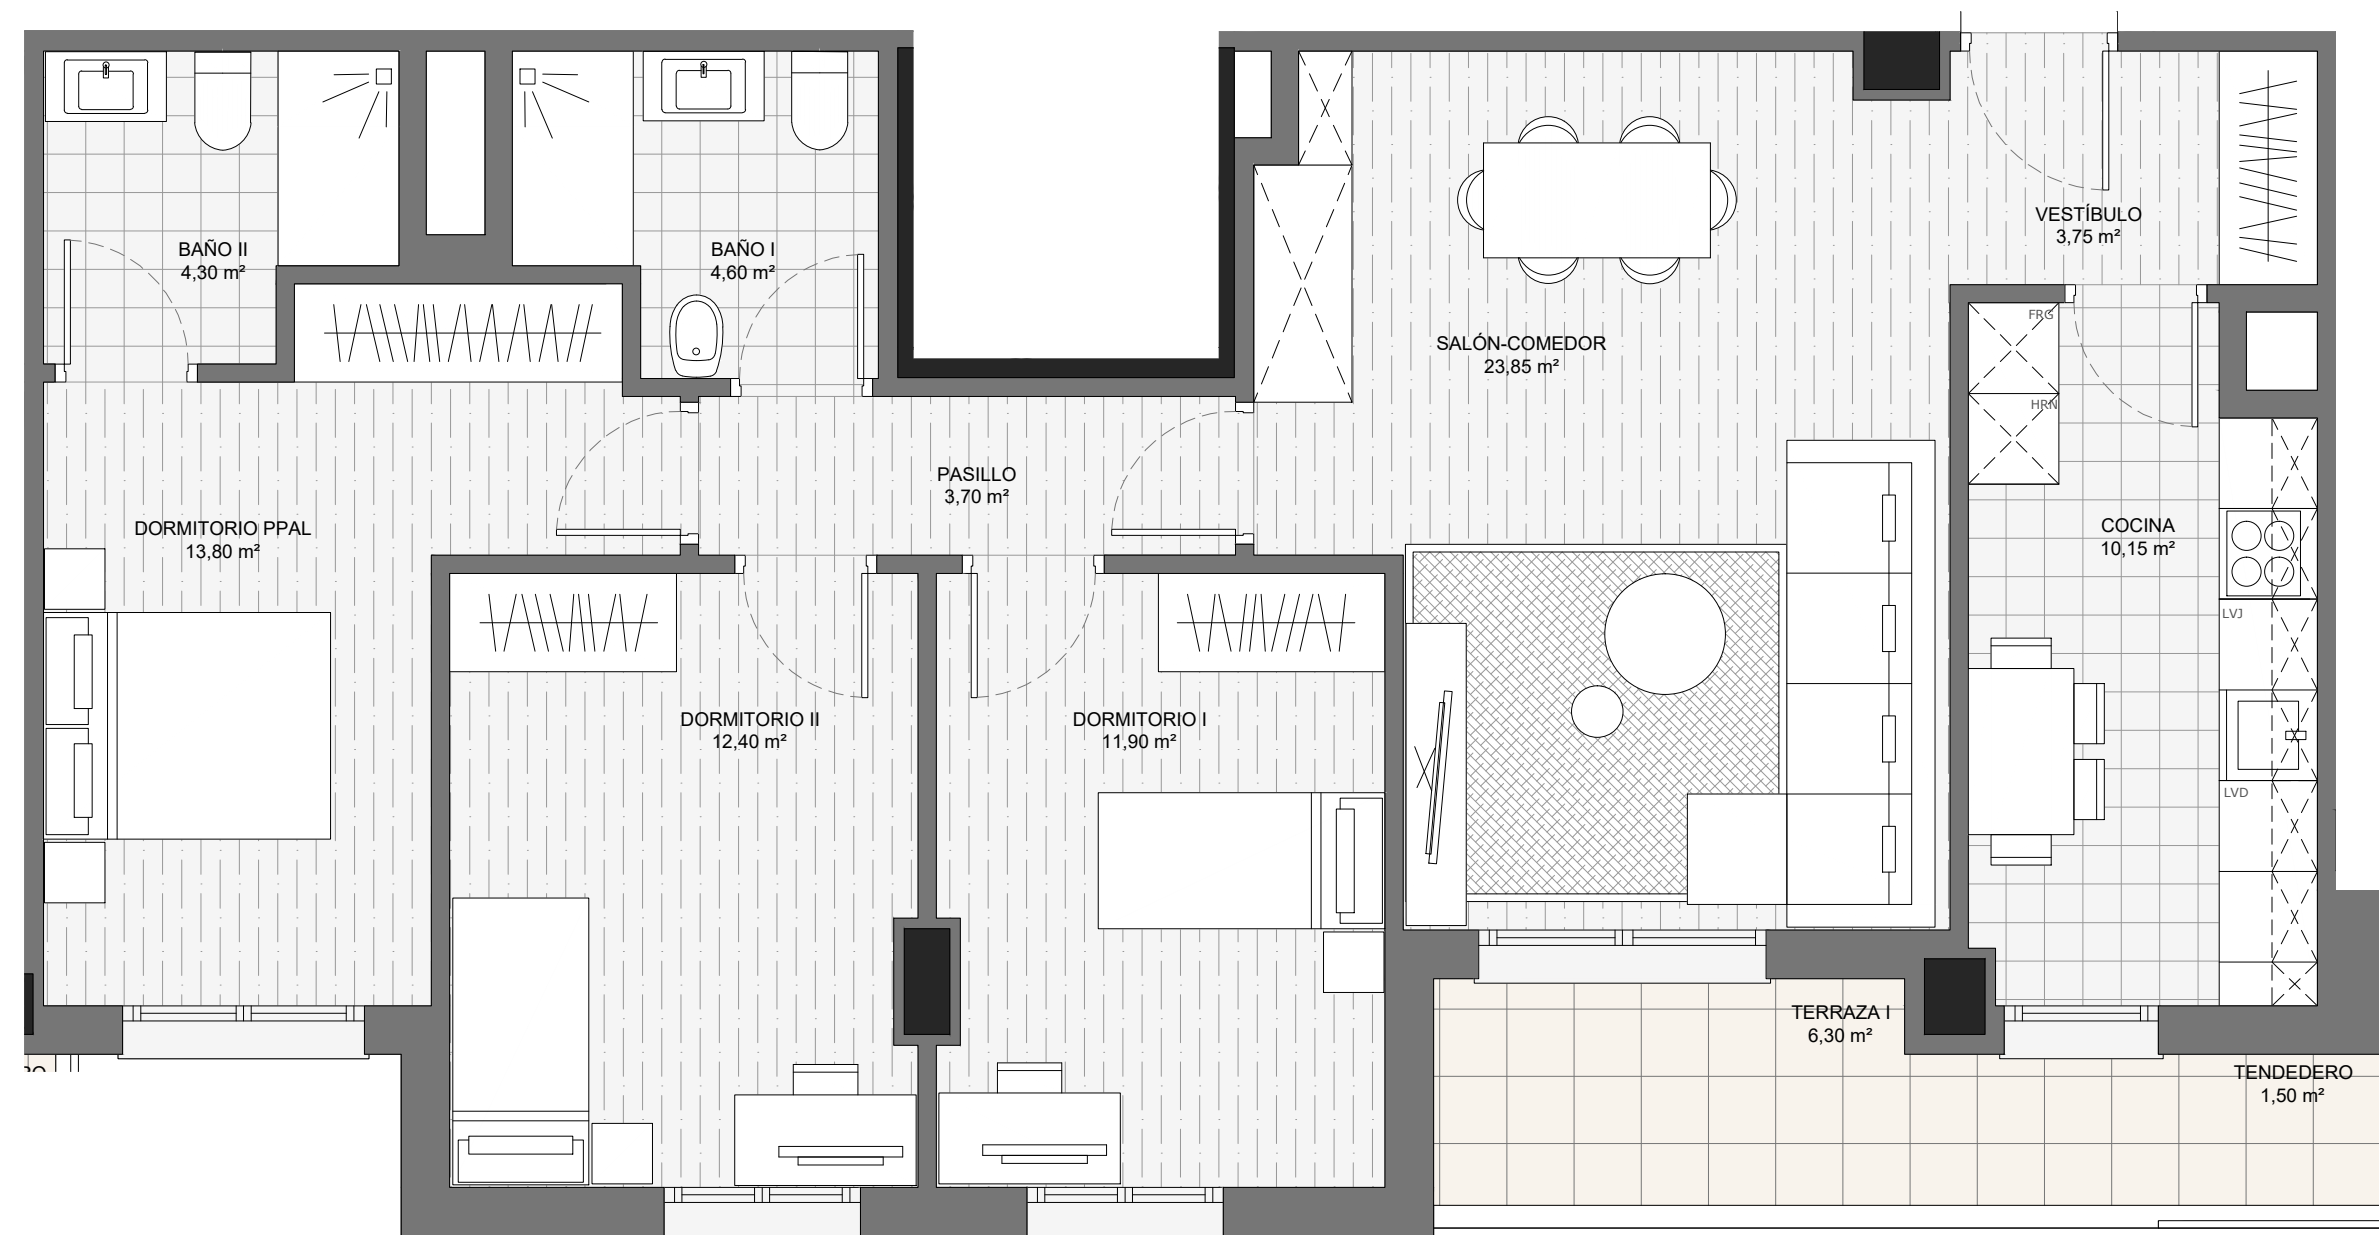 BAÑO II
4,30 m²
BAÑO I
4,60 m²
VESTÍBULO
3,75 m²
SALÓN-COMEDOR
23,85 m²
FRG
HRN
PASILLO
3,70 m²
DORMITORIO PPAL
13,80 m²
COCINA
10,15 m²
LVJ
DORMITORIO II
12,40 m²
DORMITORIO I
11,90 m²
LVD
TERRAZA I
6,30 m²
TENDEDERO
1,50 m²